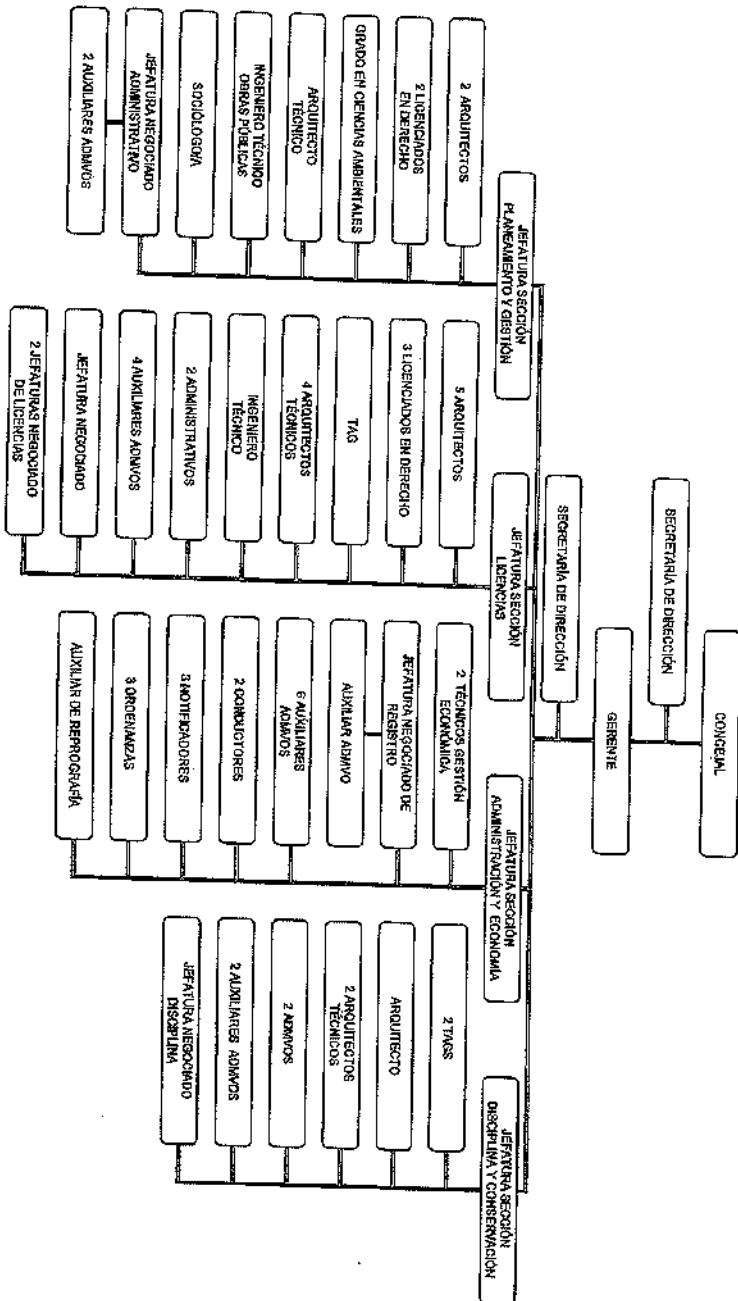 CONCEJAL
SECRETARÍA DE DIRECCIÓN
GERENTE
SECRETARÍA DE DIRECCIÓN
JEFATURA SECCIÓN
PLANEAMIENTO Y GESTIÓN
2 ARQUITECTOS
2 LICENCIADOS
EN DERECHO
GRADO EN CIENCIAS AMBIENTALES
ARQUITECTO
TÉCNICO
INGENIERO TÉCNICO
OBRAS PÚBLICAS
SOCIÓLOGO/A
JEFATURA NEGOCIADO
ADMINISTRATIVO
2 AUXILIARES ADMVOS
JEFATURA SECCIÓN
LICENCIAS
5 ARQUITECTOS
3 LICENCIADOS EN DERECHO
TAG
4 ARQUITECTOS
TÉCNICOS
INGENIERO
TÉCNICO
2 ADMINISTRATIVOS
4 AUXILIARES ADMVOS
JEFATURA NEGOCIADO
2 JEFATURAS NEGOCIADO
DE LICENCIAS
JEFATURA SECCIÓN
ADMINISTRACIÓN Y ECONOMÍA
2 TÉCNICOS GESTIÓN
ECONÓMICA
JEFATURA NEGOCIADO DE
REGISTRO
AUXILIAR ADMVO
6 AUXILIARES
ADMVOS
2 CONDUCTORES
NOTIFICADORES
3 ORDENANZAS
AUXILIAR DE REPROGRAFÍA
JEFATURA SECCIÓN
DISCIPLINA Y CONSERVACIÓN
2 TAGS
ARQUITECTO
2 ARQUITECTOS
TÉCNICOS
2 ADMVOS
2 AUXILIARES ADMVOS
JEFATURA NEGOCIADO
DISCIPLINA